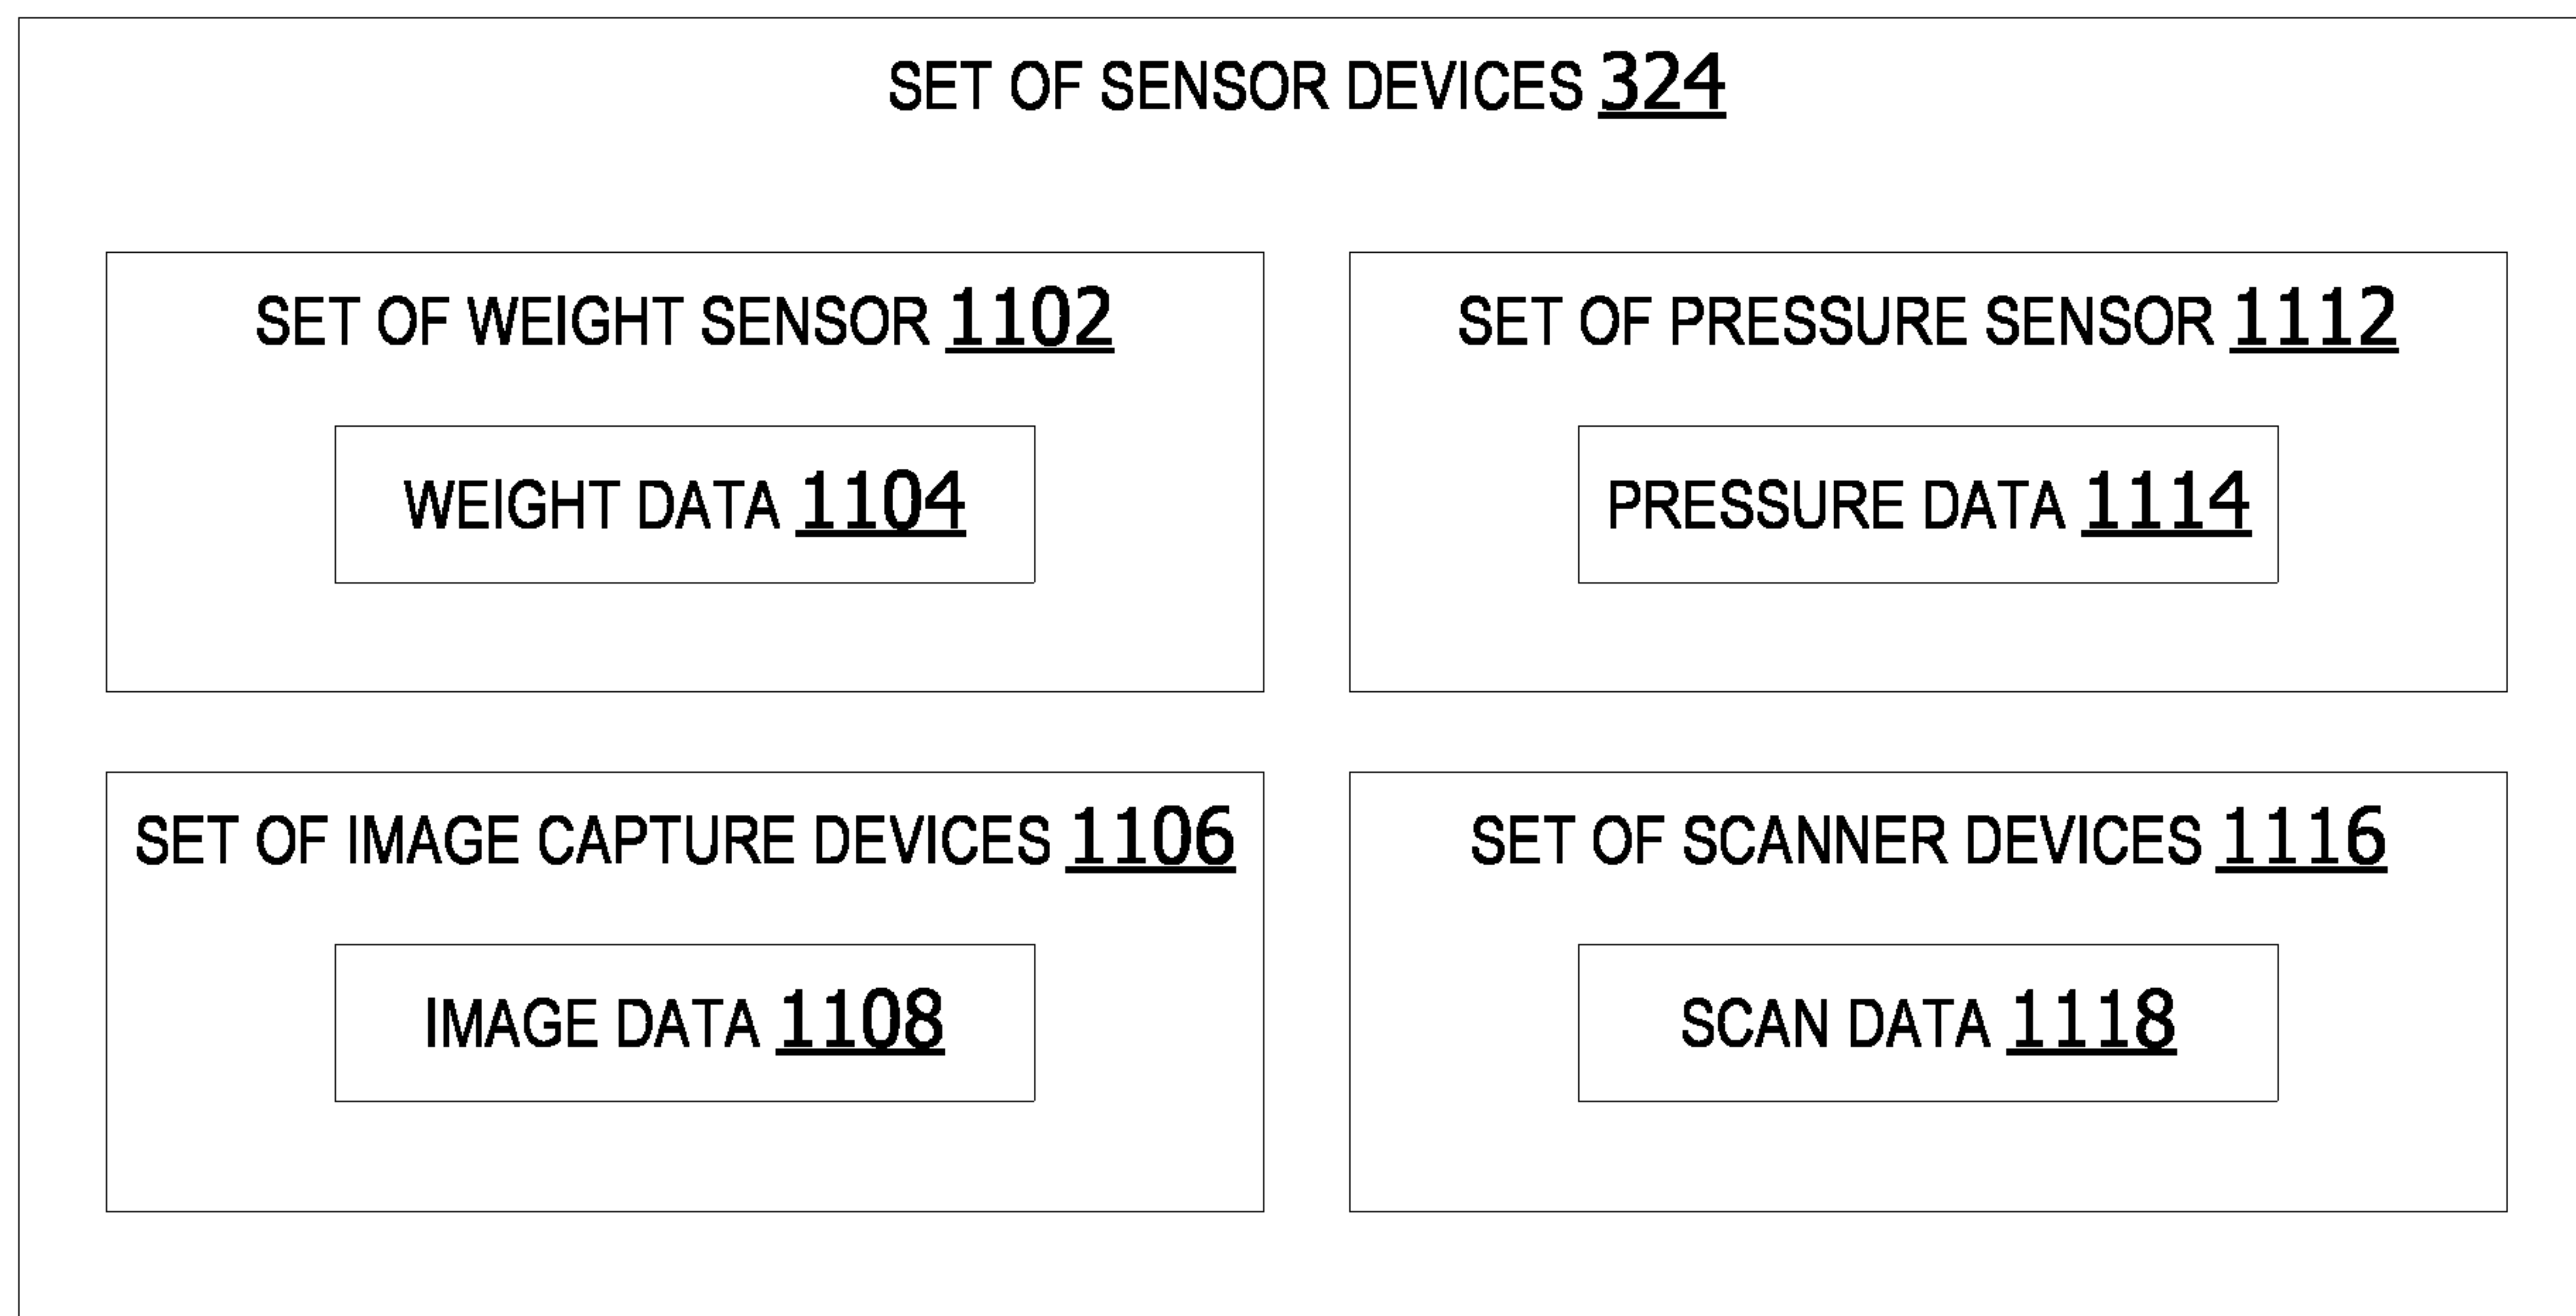 SET OF SENSOR DEVICES 324
SET OF WEIGHT SENSOR 1102
WEIGHT DATA 1104
SET OF PRESSURE SENSOR 1112
PRESSURE DATA 1114
SET OF IMAGE CAPTURE DEVICES 1106
IMAGE DATA 1108
SET OF SCANNER DEVICES 1116
SCAN DATA 1118